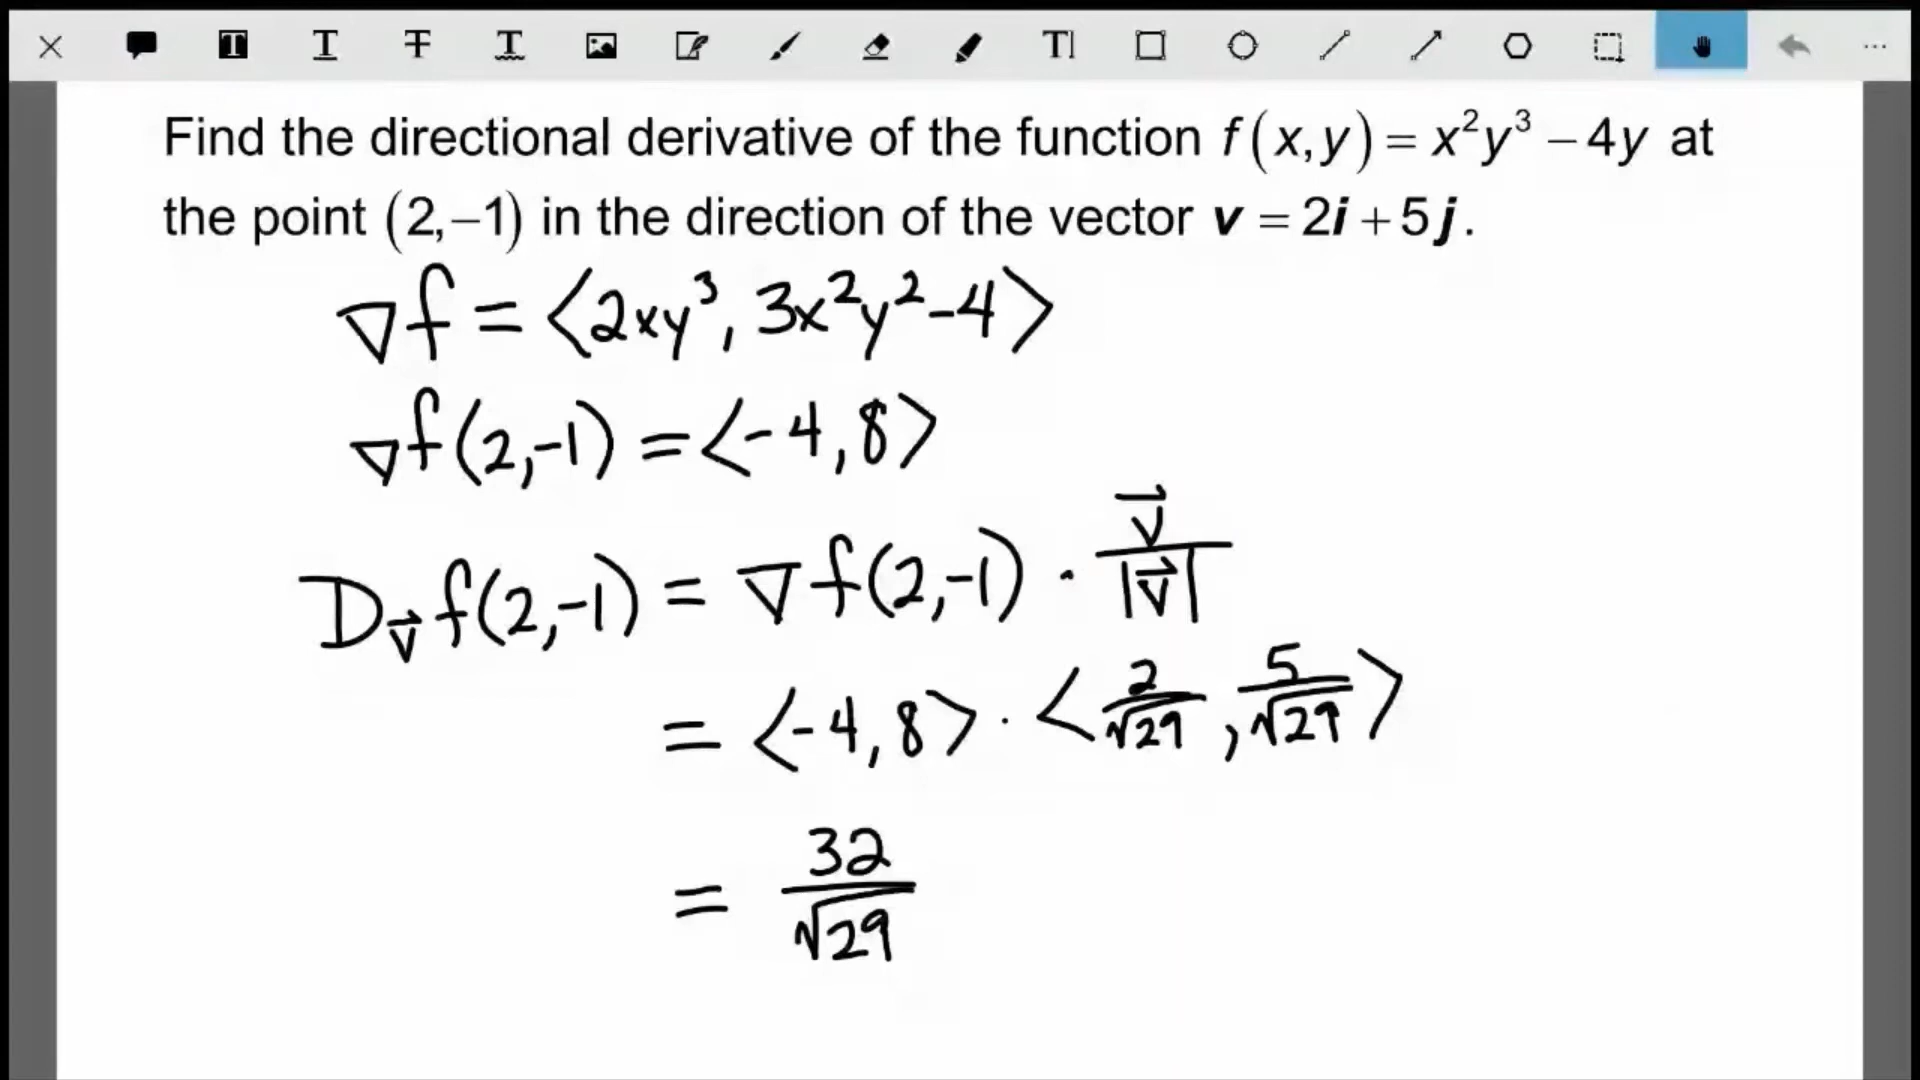 Find the directional derivative of the function f(x,y) = x²y³ − 4y at
the point (2,−1) in the direction of the vector v = 2i + 5j.
∇f = ⟨2xy³, 3x²y²−4⟩
∇f(2,−1) = ⟨−4,8⟩
D_v⃗ f(2,−1) = ∇f(2,−1) · v⃗/|v⃗|
= ⟨−4,8⟩ · ⟨2/√29, 5/√29⟩
= 32/√29